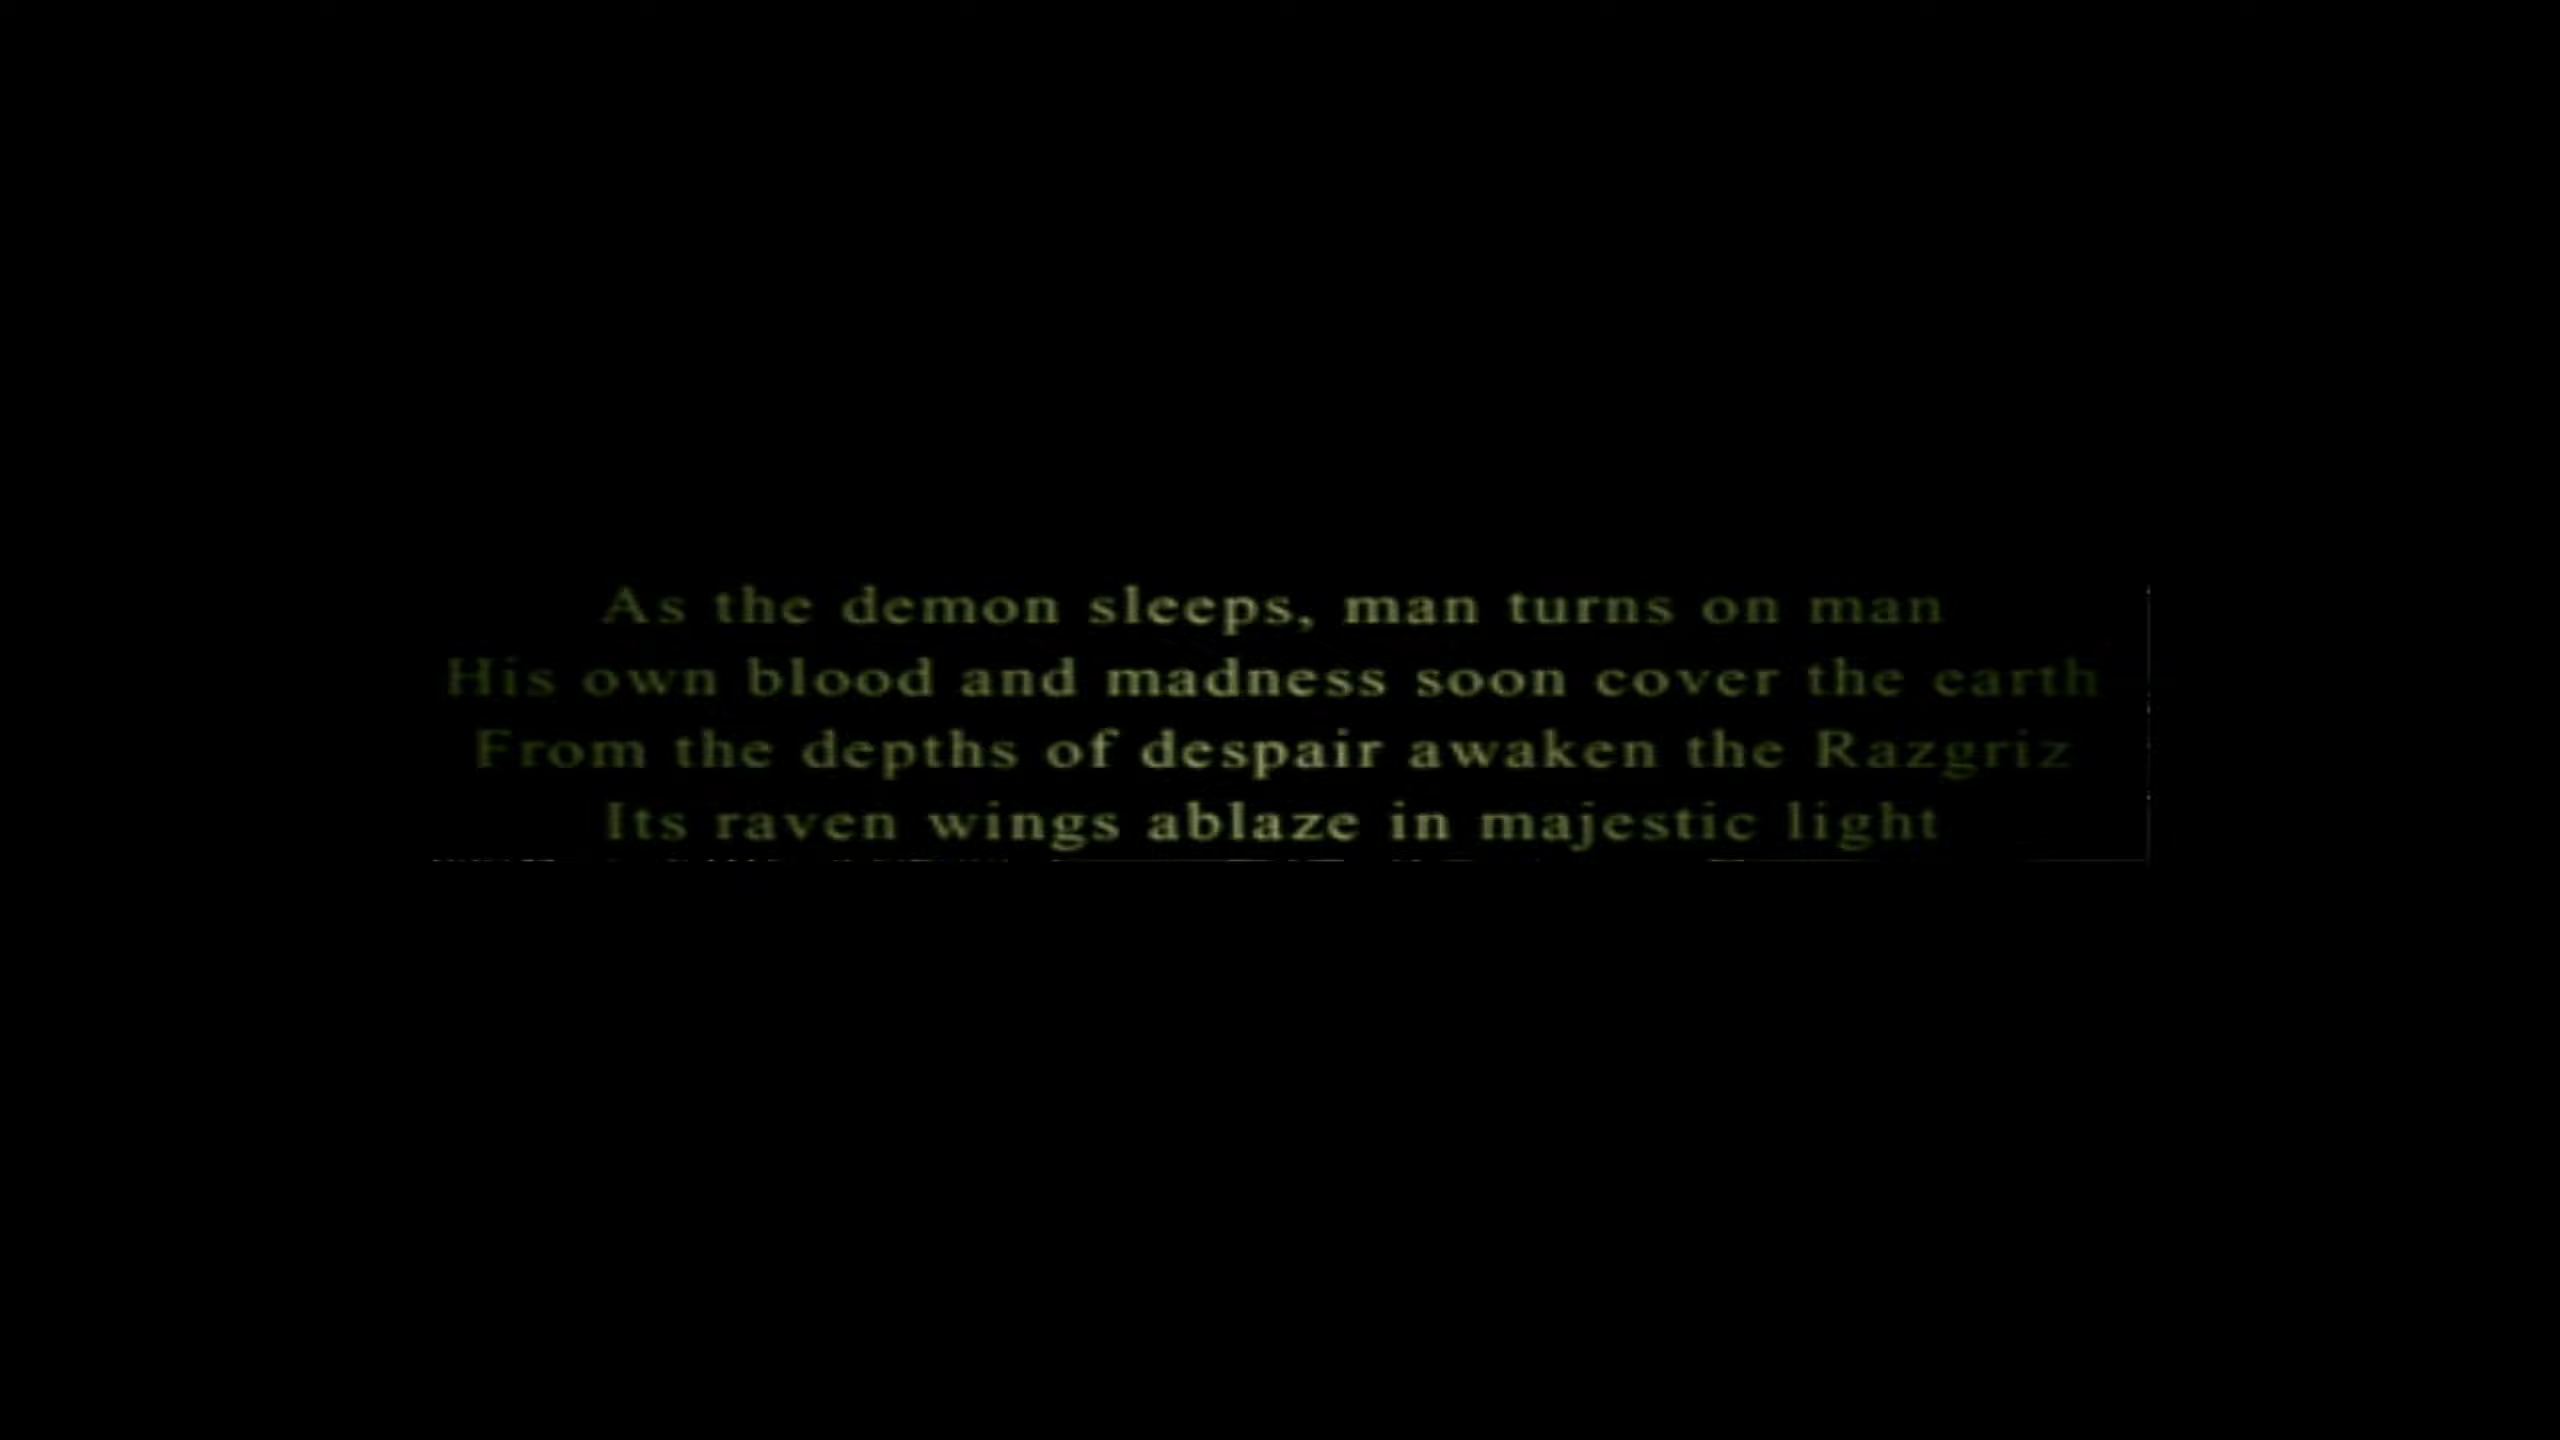 As the demon sleeps, man turns on man
His own blood and madness soon cover the earth
From the depths of despair awaken the Razgriz
Its raven wings ablaze in majestic light